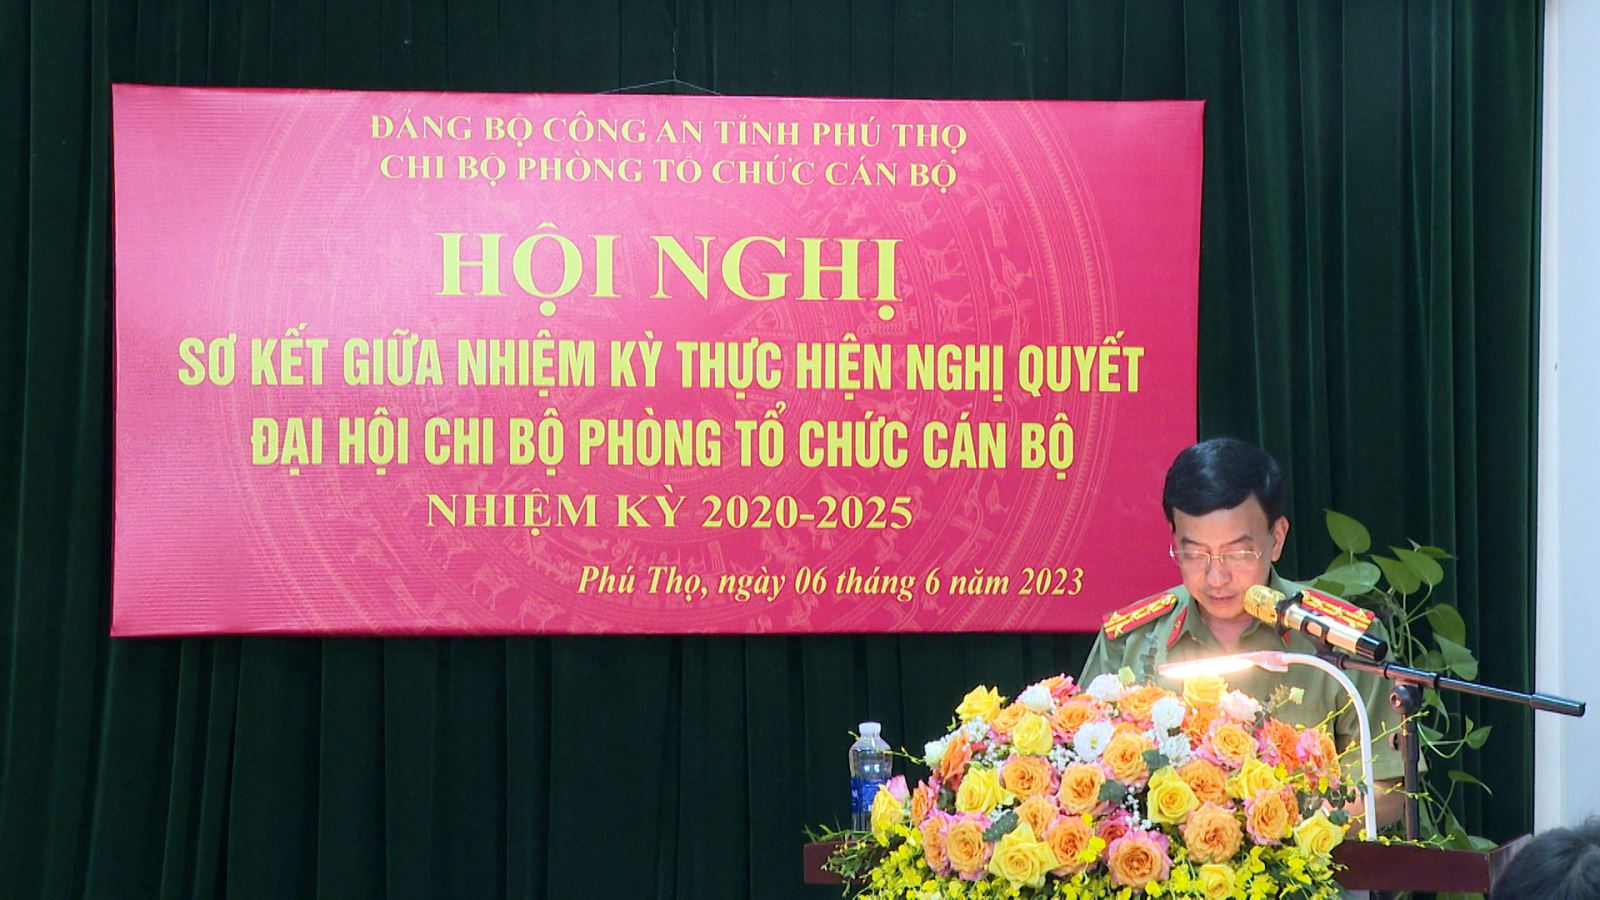 ĐẢNG BỘ CÔNG AN TỈNH PHÚ THỌ
CHI BỘ PHÒNG TỔ CHỨC CÁN BỘ
HỘI NGHỊ
SƠ KẾT GIỮA NHIỆM KỲ THỰC HIỆN NGHỊ QUYẾT
ĐẠI HỘI CHI BỘ PHÒNG TỔ CHỨC CÁN BỘ
NHIỆM KỲ 2020-2025
Phú Thọ, ngày 06 tháng 6 năm 2023